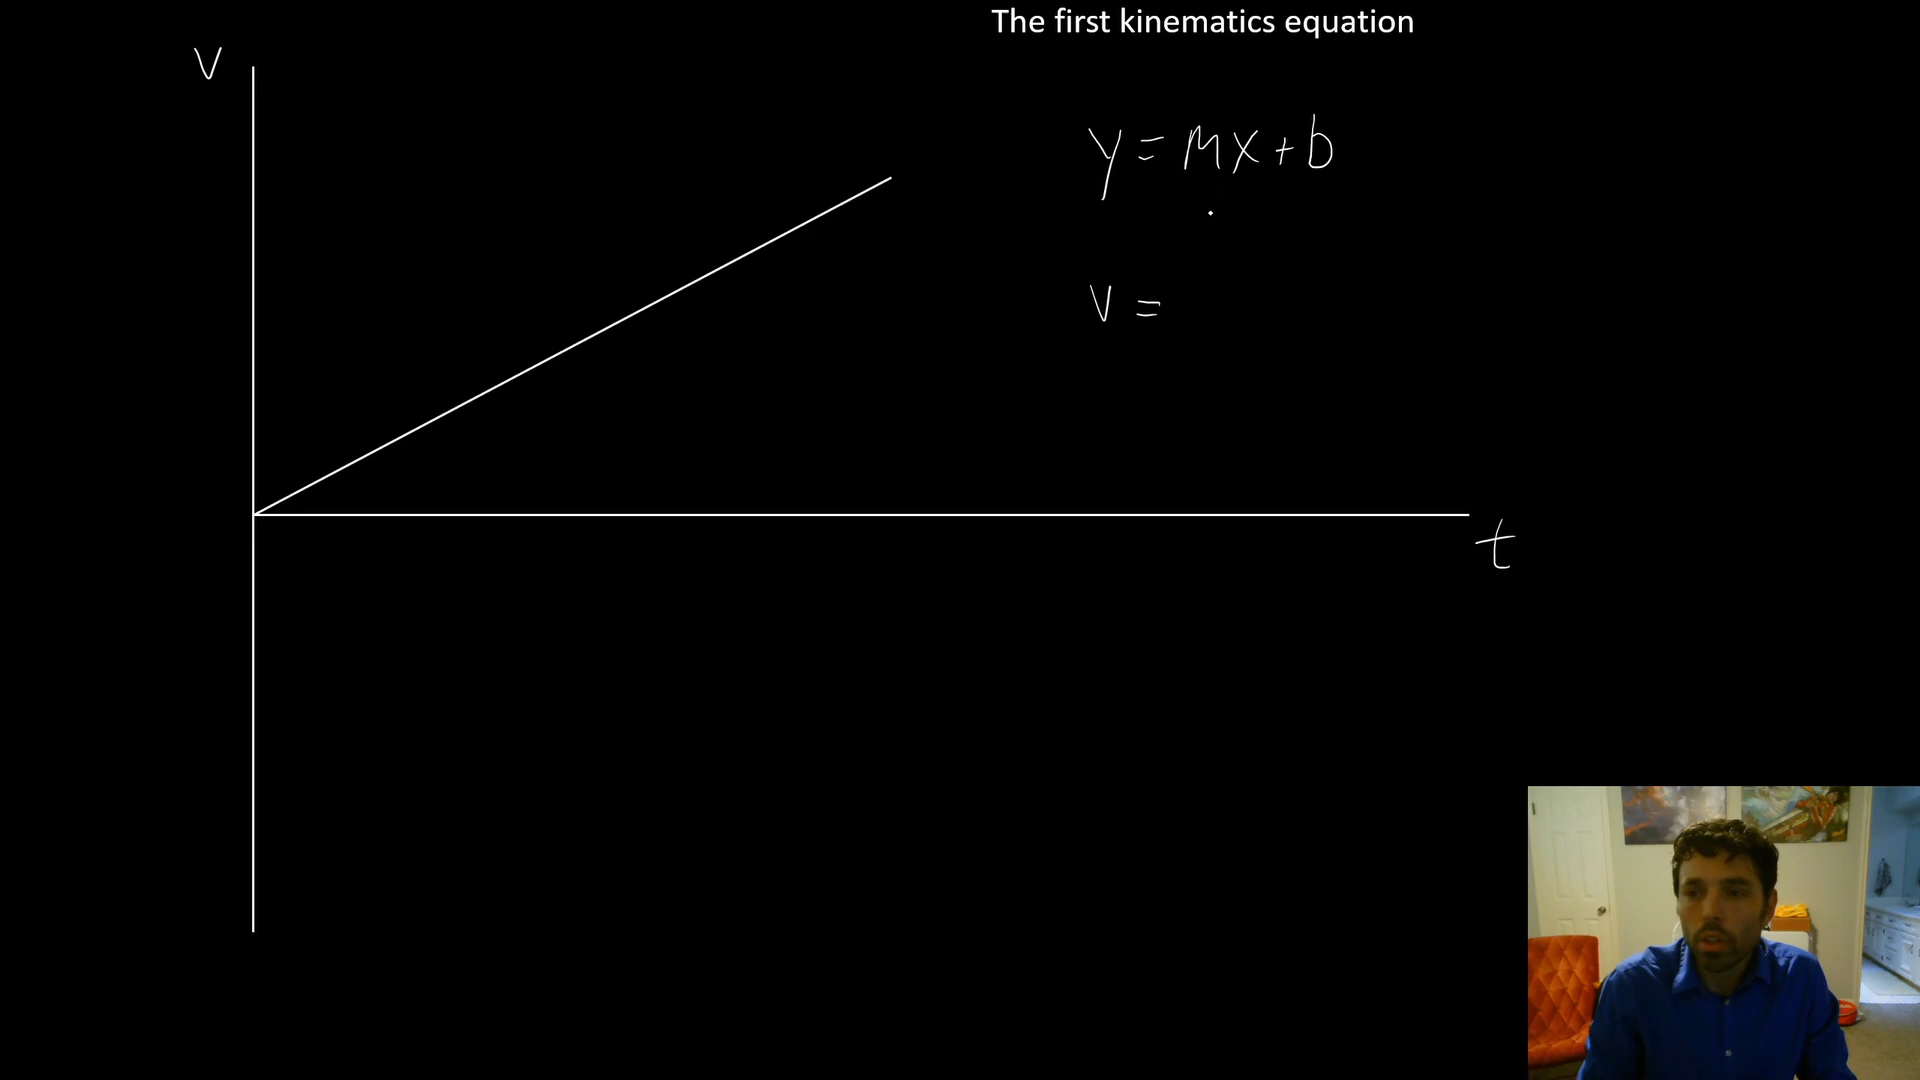 The first kinematics equation
v
y = mx + b
v =
t